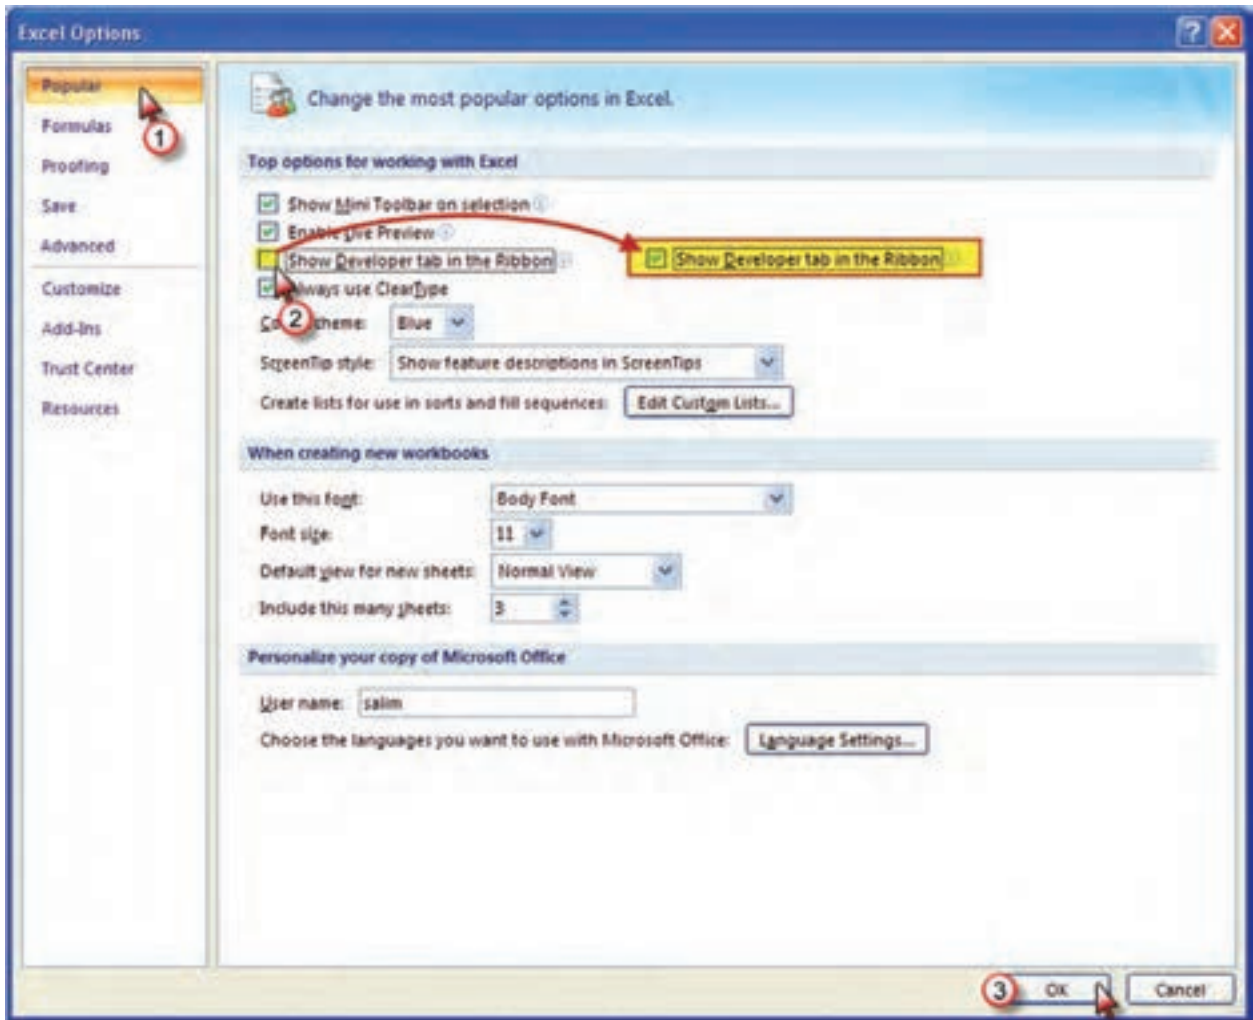 Excel Options
Popular
1
Formulas
Proofing
Save
Advanced
Customize
Add-Ins
Trust Center
Resources
Change the most popular options in Excel.
Top options for working with Excel
Show Mini Toolbar on selection
Enable Live Preview
Show Developer tab in the Ribbon Show Developer tab in the Ribbon
Always use ClearType
2
scheme: Blue
ScreenTip style: Show feature descriptions in ScreenTips
Create lists for use in sorts and fill sequences: Edit Custom Lists...
When creating new workbooks
Use this font: Body Font
Font size: 11
Default view for new sheets: Normal View
Include this many sheets: 3
Personalize your copy of Microsoft Office
User name: salim
Choose the languages you want to use with Microsoft Office: Language Settings...
3 OK Cancel